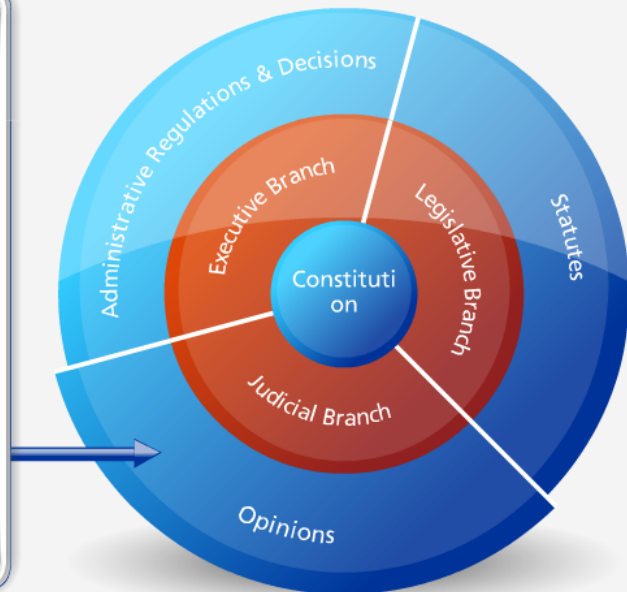 Administrative Regulations & Decisions
Executive Branch
Legislative Branch
Statutes
Constituti
on
Judicial Branch
Opinions